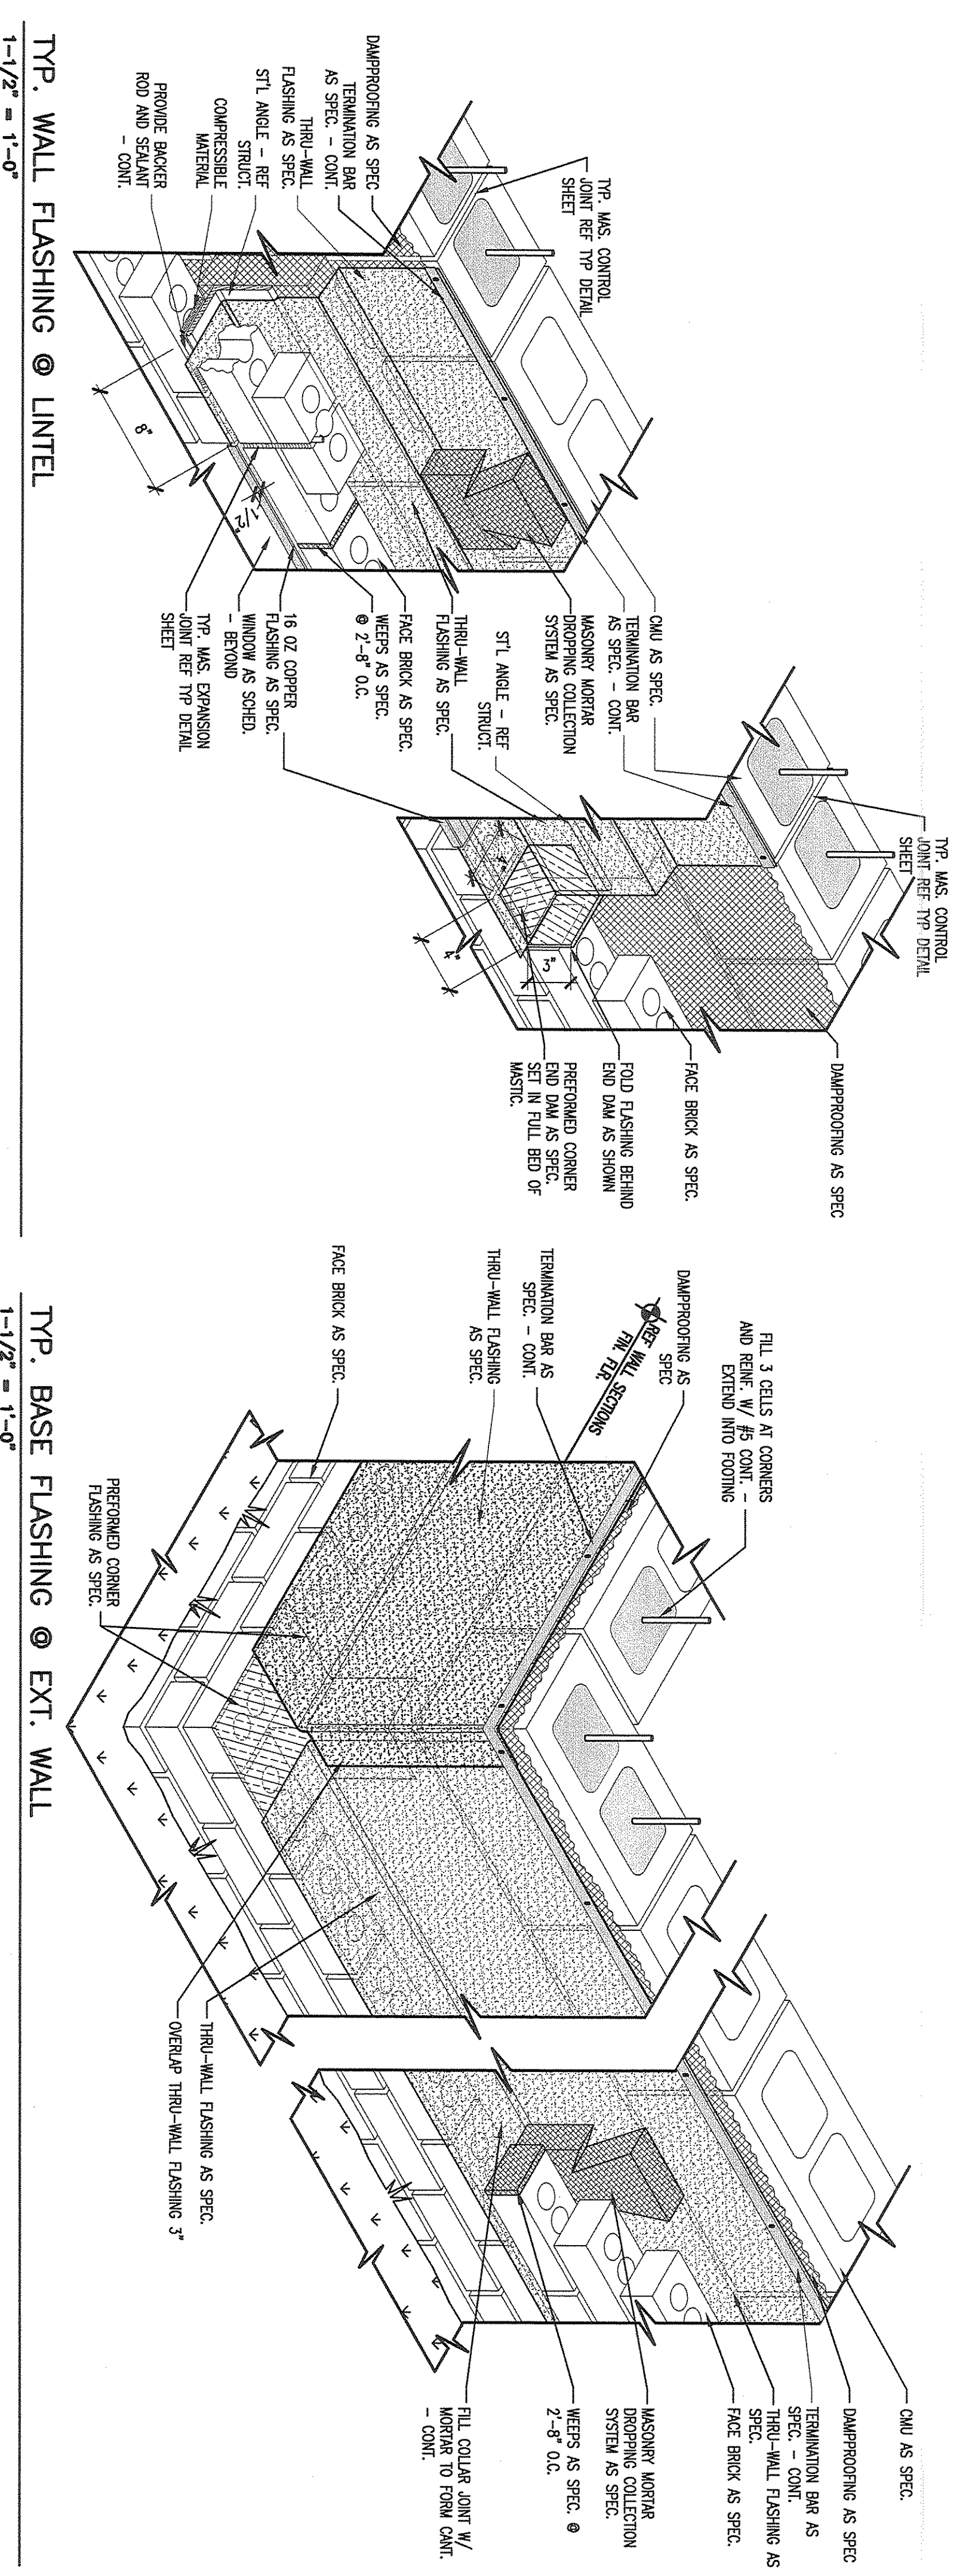 TYP. MAS. CONTROL
JOINT REF TYP DETAIL
SHEET
DAMPPROOFING AS SPEC
TERMINATION BAR
AS SPEC. - CONT.
THRU-WALL
FLASHING AS SPEC.
ST'L ANGLE - REF
STRUCT.
COMPRESSIBLE
MATERIAL
PROVIDE BACKER
ROD AND SEALANT
- CONT.
8"
1/2"
CMU AS SPEC.
TERMINATION BAR
AS SPEC. - CONT.
MASONRY MORTAR
DROPPING COLLECTION
SYSTEM AS SPEC.
ST'L ANGLE - REF
STRUCT.
THRU-WALL
FLASHING AS SPEC.
FACE BRICK AS SPEC.
WEEPS AS SPEC.
@ 2'-8" O.C.
16 OZ COPPER
FLASHING AS SPEC.
WINDOW AS SCHED.
- BEYOND
TYP. MAS. EXPANSION
JOINT REF TYP DETAIL
SHEET
TYP. MAS. CONTROL
JOINT REF TYP DETAIL
SHEET
4"
4"
3"
DAMPPROOFING AS SPEC
FACE BRICK AS SPEC.
FOLD FLASHING BEHIND
END DAM AS SHOWN
PREFORMED CORNER
END DAM AS SPEC.
SET IN FULL BED OF
MASTIC.
TYP. WALL FLASHING @ LINTEL
1-1/2" = 1'-0"
FILL 3 CELLS AT CORNERS
AND REINF. W/ #5 CONT. -
EXTEND INTO FOOTING
DAMPPROOFING AS
SPEC
REF WALL SECTIONS
FIN. FLR.
TERMINATION BAR AS
SPEC. - CONT.
THRU-WALL FLASHING
AS SPEC.
FACE BRICK AS SPEC.
PREFORMED CORNER
FLASHING AS SPEC.
THRU-WALL FLASHING AS SPEC.
OVERLAP THRU-WALL FLASHING 3"
CMU AS SPEC.
DAMPPROOFING AS SPEC
TERMINATION BAR AS
SPEC. - CONT.
THRU-WALL FLASHING AS
SPEC.
FACE BRICK AS SPEC.
MASONRY MORTAR
DROPPING COLLECTION
SYSTEM AS SPEC.
WEEPS AS SPEC. @
2'-8" O.C.
FILL COLLAR JOINT W/
MORTAR TO FORM CANT.
- CONT.
TYP. BASE FLASHING @ EXT. WALL
1-1/2" = 1'-0"